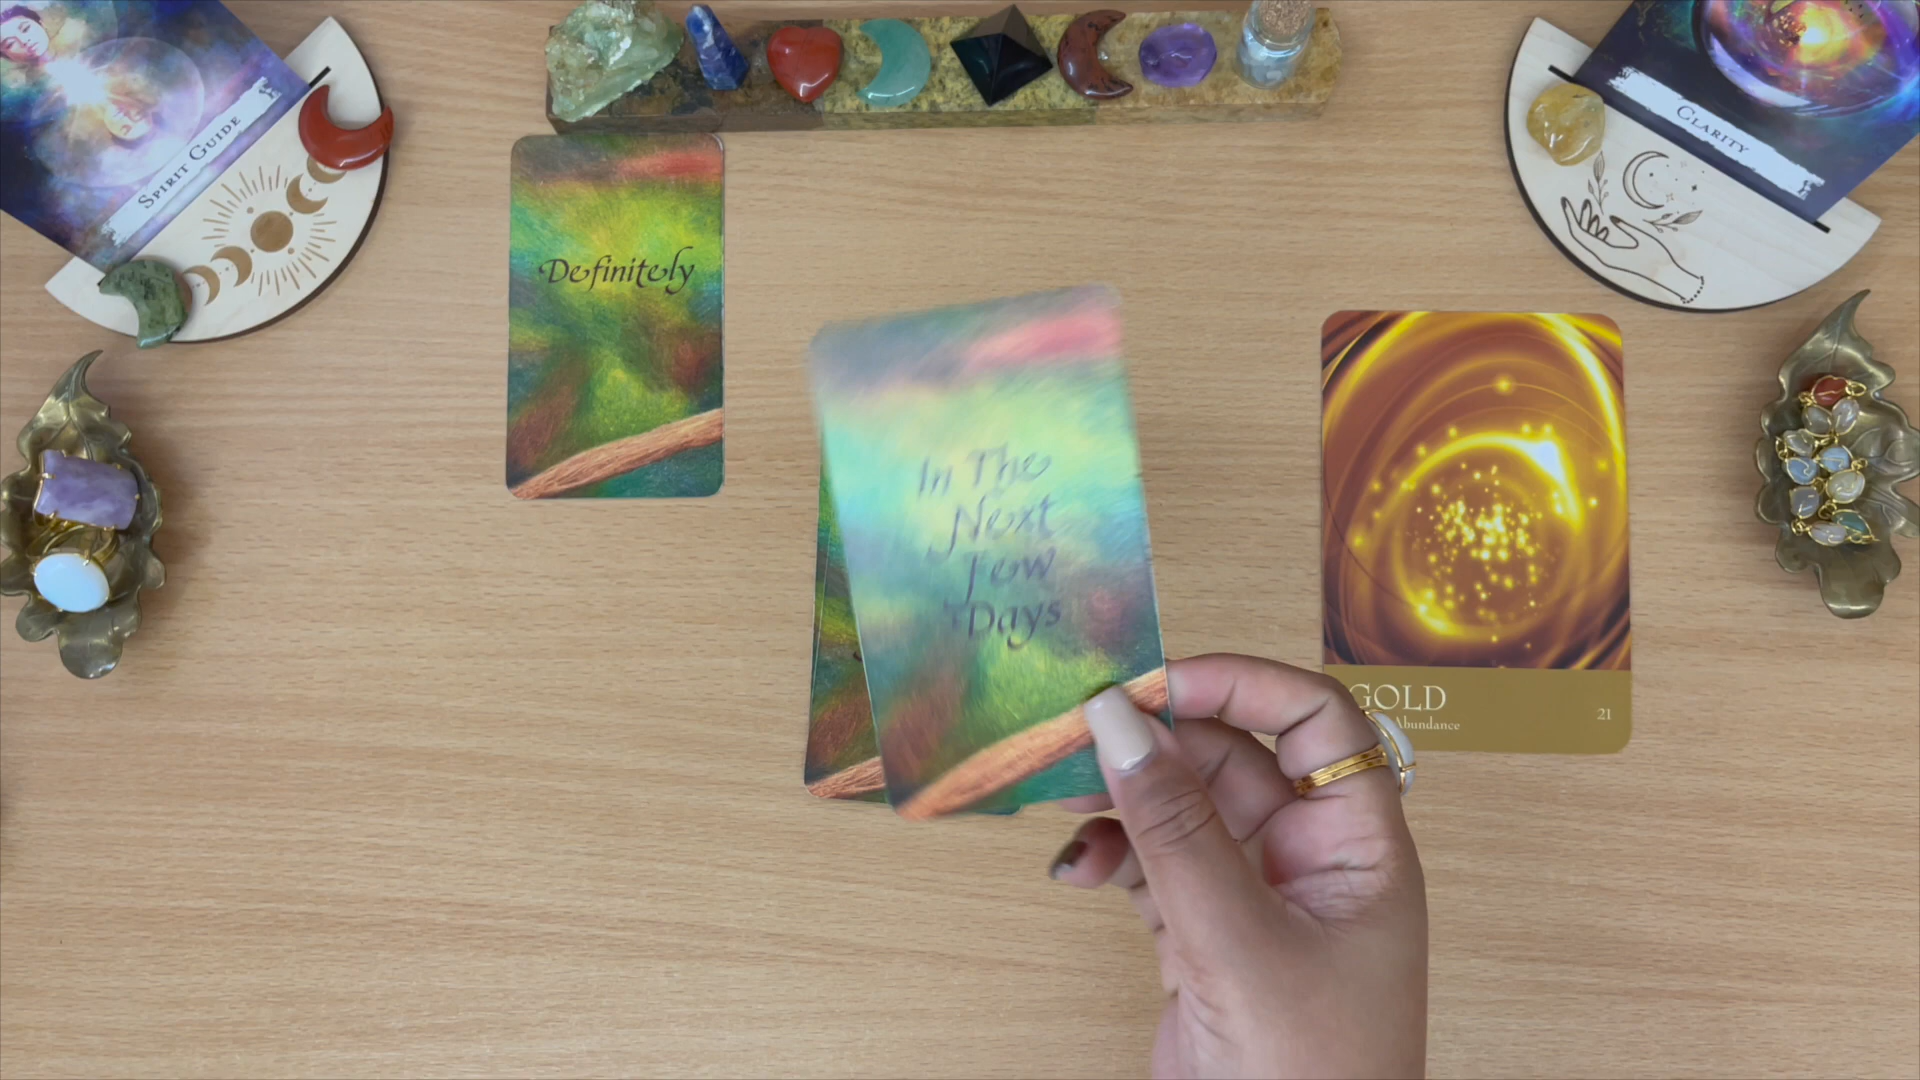 SPIRIT GUIDE
CLARITY
Definitely
In The
Next
Few
Days
GOLD
Abundance
21